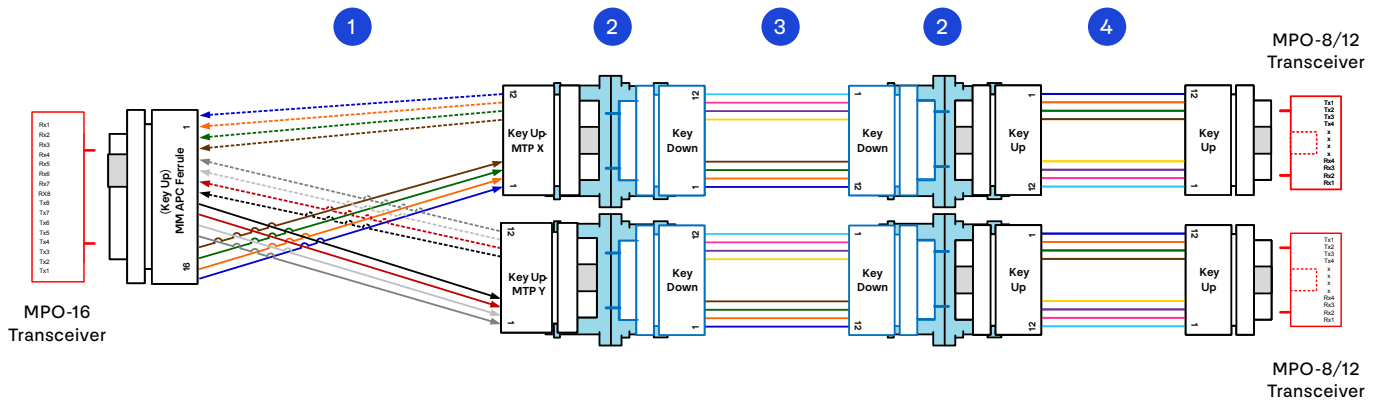 1
2
3
2
4
MPO-8/12
Transceiver
Rx1
Rx2
Rx3
Rx4
Rx5
Rx6
Rx7
RX8
Tx8
Tx7
Tx6
Tx5
Tx4
Tx3
Tx2
Tx1
MPO-16
Transceiver
1
(Key Up)
MM APC Ferrule
16
12
Key Up
MTP X
1
12
Key Down
1
1
Key Down
12
1
Key Up
12
12
Key Up
1
Tx1
Tx2
Tx3
Tx4
x
x
x
x
Rx4
Rx3
Rx2
Rx1
12
Key Up
MTP Y
1
12
Key Down
1
1
Key Down
12
1
Key Up
12
12
Key Up
1
Tx1
Tx2
Tx3
Tx4
x
x
x
x
Rx4
Rx3
Rx2
Rx1
MPO-8/12
Transceiver